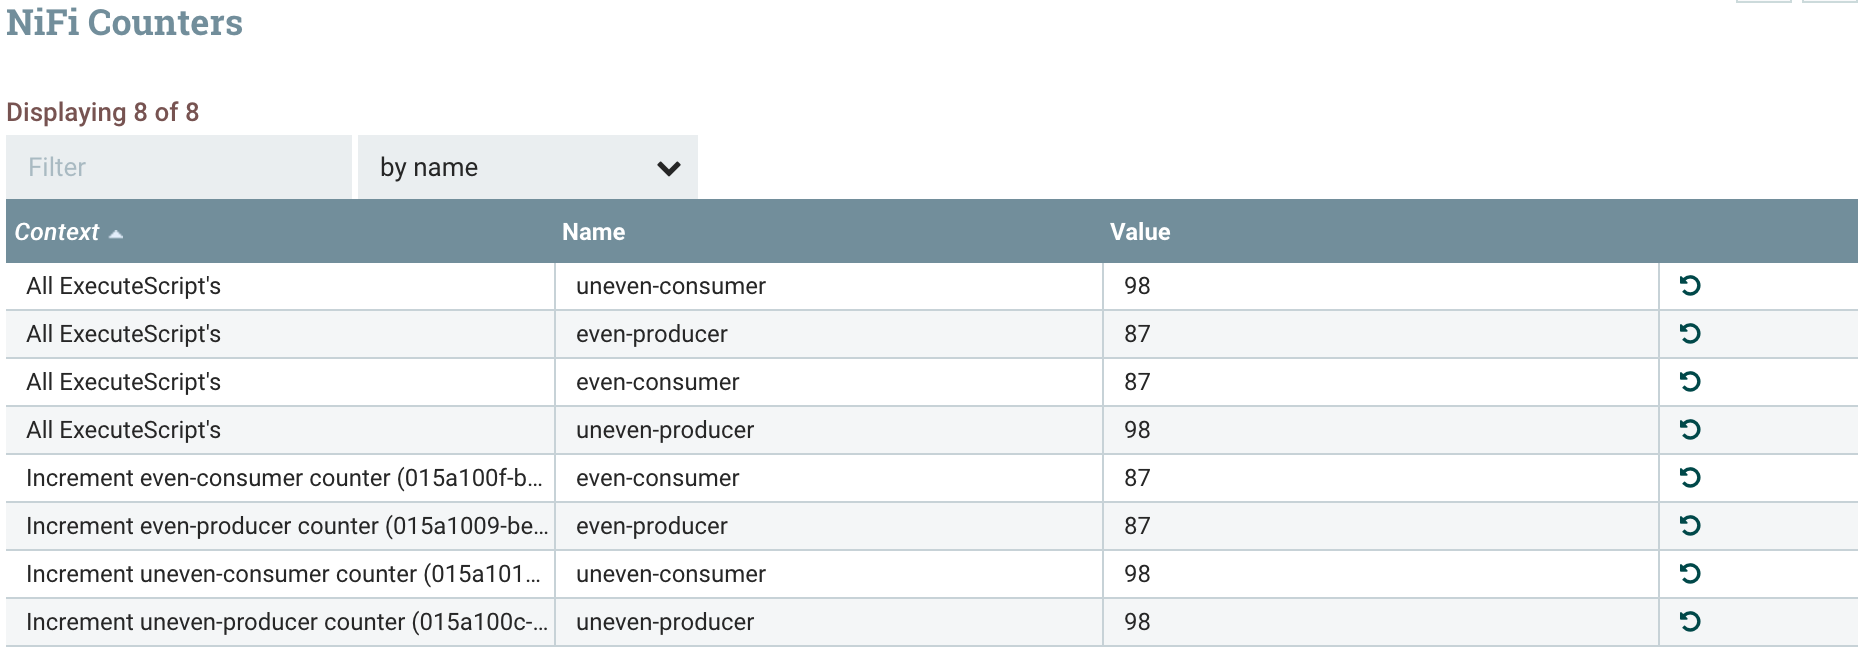 NiFi Counters
Displaying 8 of 8
Filter by name
Context Name Value
All ExecuteScript's uneven-consumer 98
All ExecuteScript's even-producer 87
All ExecuteScript's even-consumer 87
All ExecuteScript's uneven-producer 98
Increment even-consumer counter (015a100f-b... even-consumer 87
Increment even-producer counter (015a1009-be... even-producer 87
Increment uneven-consumer counter (015a101... uneven-consumer 98
Increment uneven-producer counter (015a100c-... uneven-producer 98